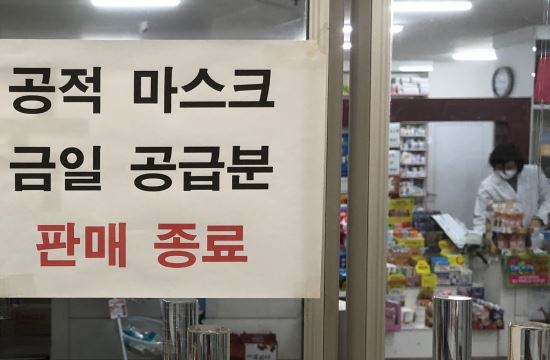 공적 마스크
금일 공급분
판매 종료